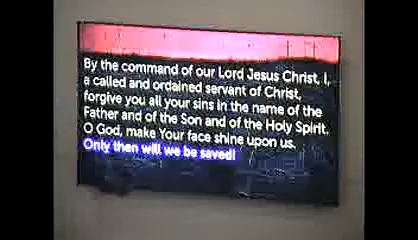 By the command of our Lord Jesus Christ, I,
a called and ordained servant of Christ,
forgive you all your sins in the name of the
Father and of the Son and of the Holy Spirit.
O God, make Your face shine upon us.
Only then will we be saved!